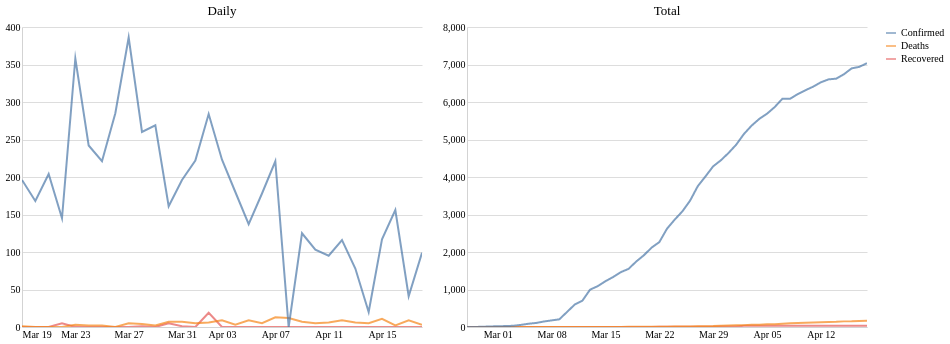 Daily
400
350
300
250
200
150
100
50
0
Mar 19 Mar 23 Mar 27 Mar 31 Apr 03 Apr 07 Apr 11 Apr 15
Total
8,000
7,000
6,000
5,000
4,000
3,000
2,000
1,000
0
Mar 01 Mar 08 Mar 15 Mar 22 Mar 29 Apr 05 Apr 12
Confirmed
Deaths
Recovered